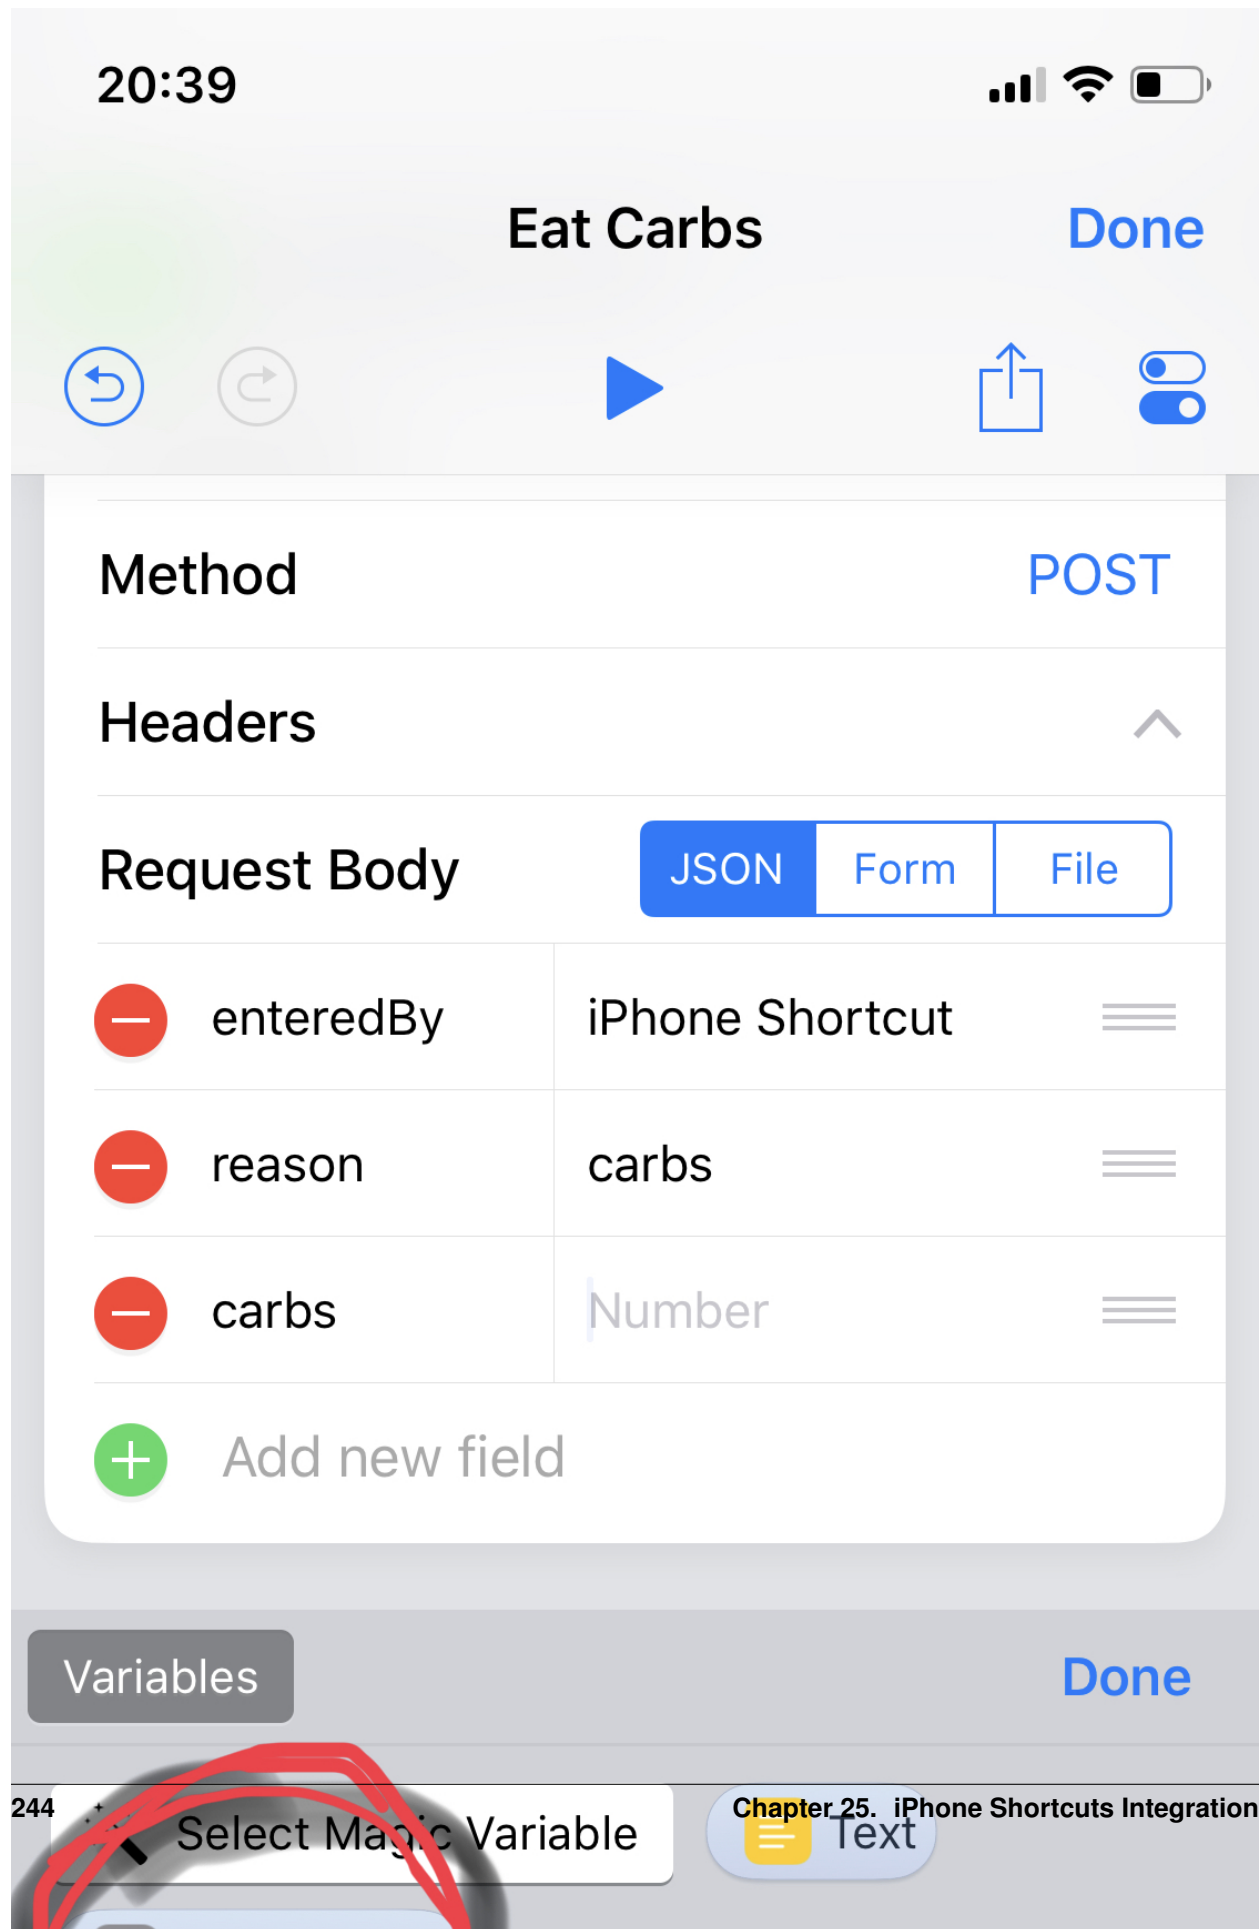 20:39
Eat Carbs Done
Method POST
Headers
Request Body JSON Form File
enteredBy iPhone Shortcut
reason carbs
carbs Number
Add new field
Variables Done
244 Chapter 25. iPhone Shortcuts Integration
Select Magic Variable Text